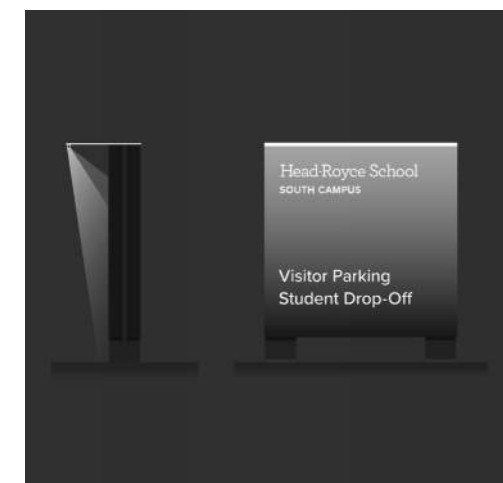 Head-Royce School
SOUTH CAMPUS
Visitor Parking
Student Drop-Off